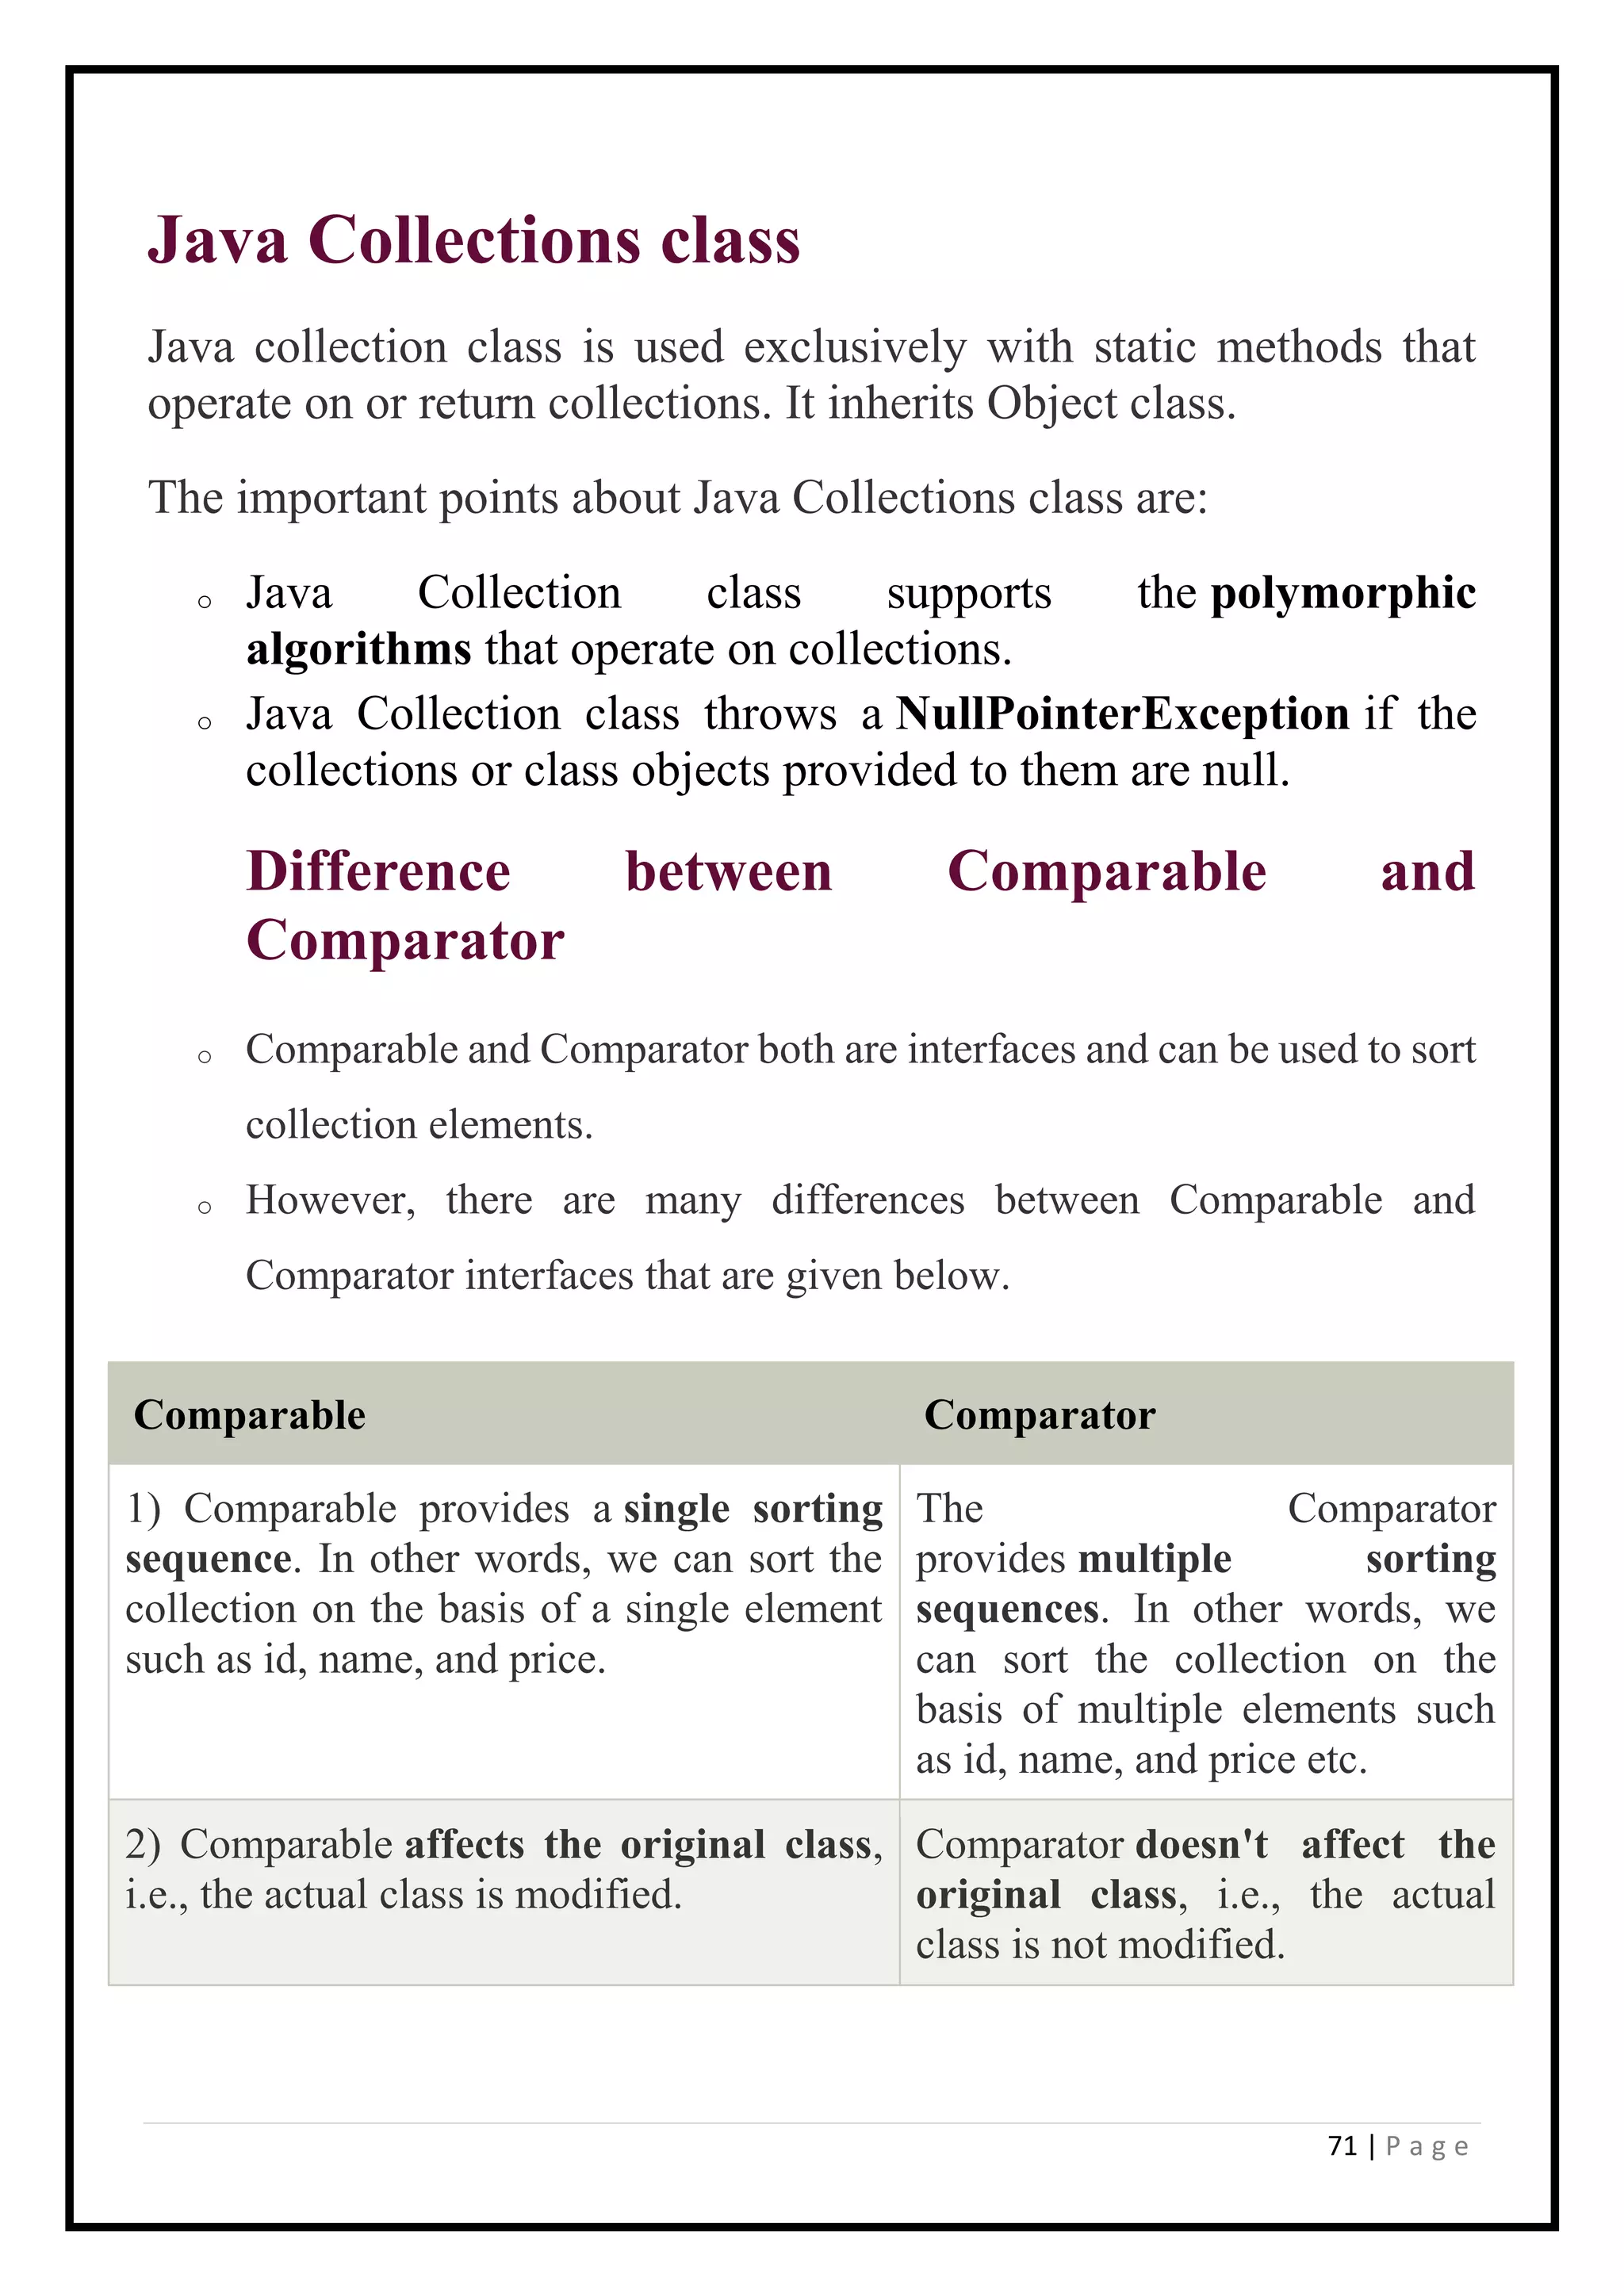 Java Collections class
Java collection class is used exclusively with static methods that
operate on or return collections. It inherits Object class.
The important points about Java Collections class are:
o Java Collection class supports the polymorphic
algorithms that operate on collections.
o Java Collection class throws a NullPointerException if the
collections or class objects provided to them are null.
Difference between Comparable and
Comparator
o Comparable and Comparator both are interfaces and can be used to sort
collection elements.
o However, there are many differences between Comparable and
Comparator interfaces that are given below.
Comparable
Comparator
1) Comparable provides a single sorting
sequence. In other words, we can sort the
collection on the basis of a single element
such as id, name, and price.
The Comparator
provides multiple sorting
sequences. In other words, we
can sort the collection on the
basis of multiple elements such
as id, name, and price etc.
2) Comparable affects the original class,
i.e., the actual class is modified.
Comparator doesn't affect the
original class, i.e., the actual
class is not modified.
71 | P a g e